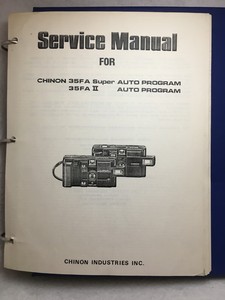 Service Manual
FOR
CHINON 35FA Super AUTO PROGRAM
35FA II AUTO PROGRAM
CHINON INDUSTRIES INC.